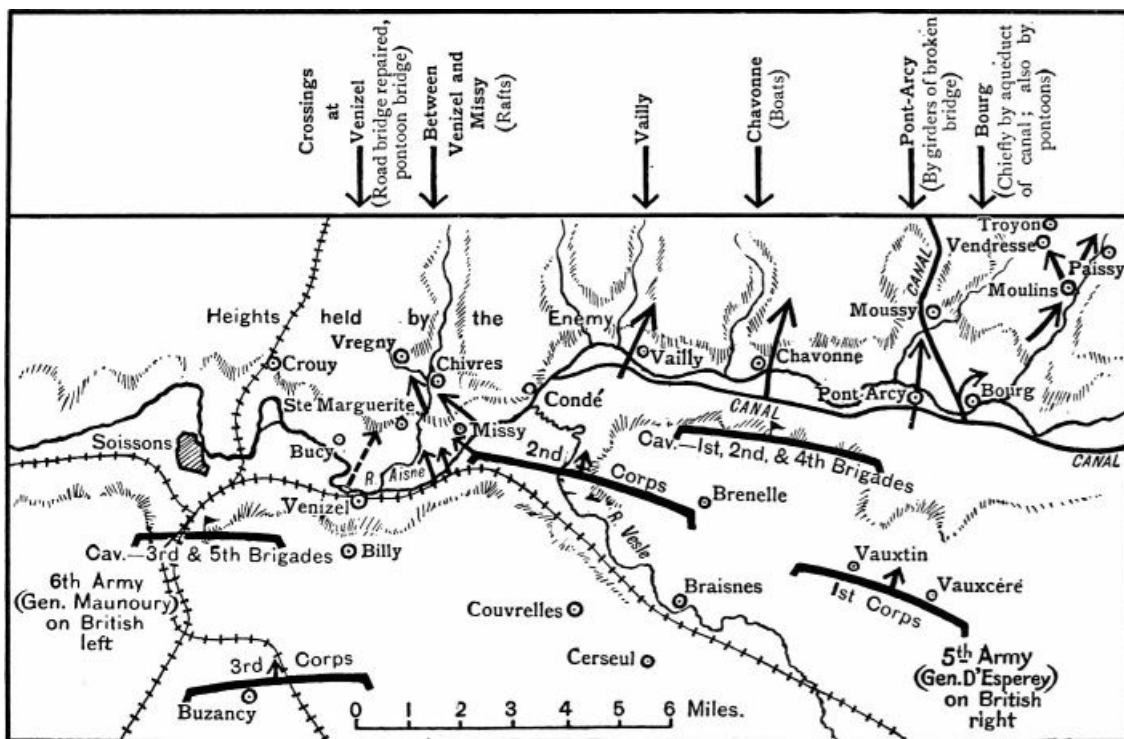 Crossings
at
Venizel
(Road bridge repaired,
pontoon bridge)
Between
Venizel and
Missy
(Rafts)
Vailly
Chavonne
(Boats)
Pont-Arcy
(By girders of broken
bridge)
Bourg
(Chiefly by aqueduct
of canal; also by
pontoons)
Troyon
Vendresse
Paissy
Moulins
CANAL
Moussy
Heights held by the Enemy
Vregny
Crouy
Chivres
Vailly
Chavonne
Condé
Pont-Arcy
Bourg
CANAL
Ste Marguerite
Missy
Soissons
Bucy
R. Aisne
2nd
Corps
Cav.—1st, 2nd, & 4th Brigades
CANAL
Venizel
Brenelle
Billy
R. Vesle
Cav.—3rd & 5th Brigades
6th Army
(Gen. Maunoury)
on British
left
Vauxtin
Vauxcéré
1st Corps
Couvrelles
Braisnes
Cerseul
3rd Corps
Buzancy
5th Army
(Gen. D'Esperey)
on British
right
0 1 2 4 6 Miles.